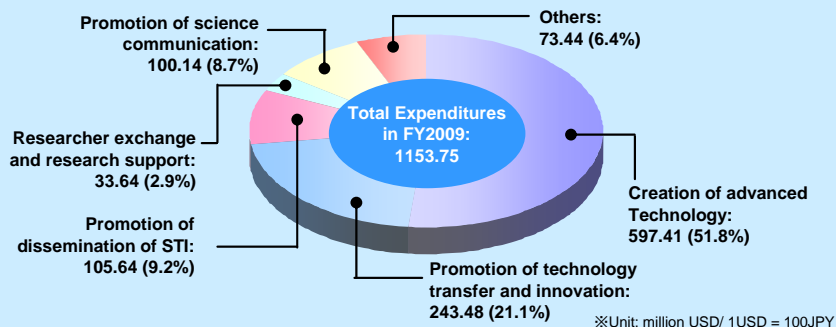 Promotion of science
communication:
100.14 (8.7%)
Others:
73.44 (6.4%)
Total Expenditures
in FY2009:
1153.75
Researcher exchange
and research support:
33.64 (2.9%)
Creation of advanced
Technology:
597.41 (51.8%)
Promotion of
dissemination of STI:
105.64 (9.2%)
Promotion of technology
transfer and innovation:
243.48 (21.1%)
※Unit: million USD/ 1USD = 100JPY